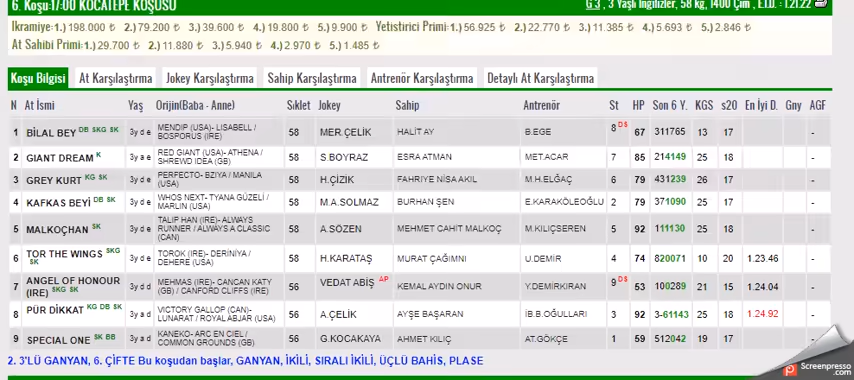 6. Koşu:17:00 KOCATEPE KOŞUSU G 3 , 3 Yaşlı İngilizler, 58 kg, 1400 Çim , E.İ.D. : 1.21.22
İkramiye:1.) 198.000 ₺ 2.) 79.200 ₺ 3.) 39.600 ₺ 4.) 19.800 ₺ 5.) 9.900 ₺ Yetistirici Primi:1.) 56.925 ₺ 2.) 22.770 ₺ 3.) 11.385 ₺ 4.) 5.693 ₺ 5.) 2.846 ₺
At Sahibi Primi:1.) 29.700 ₺ 2.) 11.880 ₺ 3.) 5.940 ₺ 4.) 2.970 ₺ 5.) 1.485 ₺
Koşu Bilgisi At Karşılaştırma Jokey Karşılaştırma Sahip Karşılaştırma Antrenör Karşılaştırma Detaylı At Karşılaştırma
N At İsmi Yaş Orijin(Baba - Anne) Sıklet Jokey Sahip Antrenör St HP Son 6 Y. KGS s20 En İyi D. Gny AGF
1 BİLAL BEY DB SKG SK 3y d e MENDIP (USA)- LISABELL / BOSPORUS (IRE) 58 MER.ÇELİK HALİT AY B.EGE 8 DS 67 311765 13 17 -
2 GIANT DREAM K 3y a e RED GIANT (USA)- ATHENA / SHREWD IDEA (GB) 58 S.BOYRAZ ESRA ATMAN MET.ACAR 7 85 214149 25 18 -
3 GREY KURT KG SK 3y d e PERFECTO- BZIYA / MANILA (USA) 58 H.ÇİZİK FAHRİYE NİSA AKIL M.H.ELĞAÇ 6 79 431239 26 17 -
4 KAFKAS BEYİ DB SK 3y d e WHOS NEXT- TYANA GÜZELİ / MARLIN (USA) 58 M.A.SOLMAZ BURHAN ŞEN E.KARAKÖLEOĞLU 2 79 371090 25 17 -
5 MALKOÇHAN SK 3y d e TALIP HAN (IRE)- ALWAYS RUNNER / ALWAYS A CLASSIC (CAN) 58 A.SÖZEN MEHMET CAHİT MALKOÇ M.KILIÇSEREN 5 92 111130 25 18 -
6 TOR THE WINGS SKG SK 3y d e TOROK (IRE)- DERİNİYA / DEHERE (USA) 58 H.KARATAŞ MURAT ÇAĞIMNI U.DEMİR 4 74 820071 10 20 1.23.46 -
7 ANGEL OF HONOUR (IRE) SKG SK 3y d d MEHMAS (IRE)- CANCAN KATY (GB) / CANFORD CLIFFS (IRE) 56 VEDAT ABİŞ AP KEMAL AYDIN ONUR Y.DEMİRKIRAN 9 DS 53 100289 21 15 1.24.04 -
8 PÜR DİKKAT KG DB SK 3y a d VICTORY GALLOP (CAN)- LUNARAT / ROYAL ABJAR (USA) 56 A.ÇELİK AYŞE BAŞARAN İB.B.OĞULLARI 3 92 3-61143 25 18 1.24.92 -
9 SPECIAL ONE SK BB 3y a d KANEKO- ARC EN CIEL / COMMON GROUNDS (GB) 56 G.KOCAKAYA AHMET KILIÇ AT.GÖKÇE 1 59 512042 19 17 -
2. 3'LÜ GANYAN, 6. ÇİFTE Bu koşudan başlar, GANYAN, İKİLİ, SIRALI İKİLİ, ÜÇLÜ BAHİS, PLASE
Screenpresso
.com